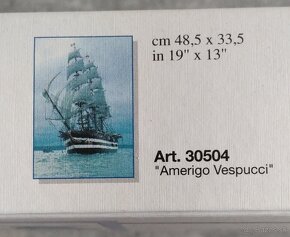 cm 48,5 x 33,5
in 19" x 13"
Art. 30504
"Amerigo Vespucci"